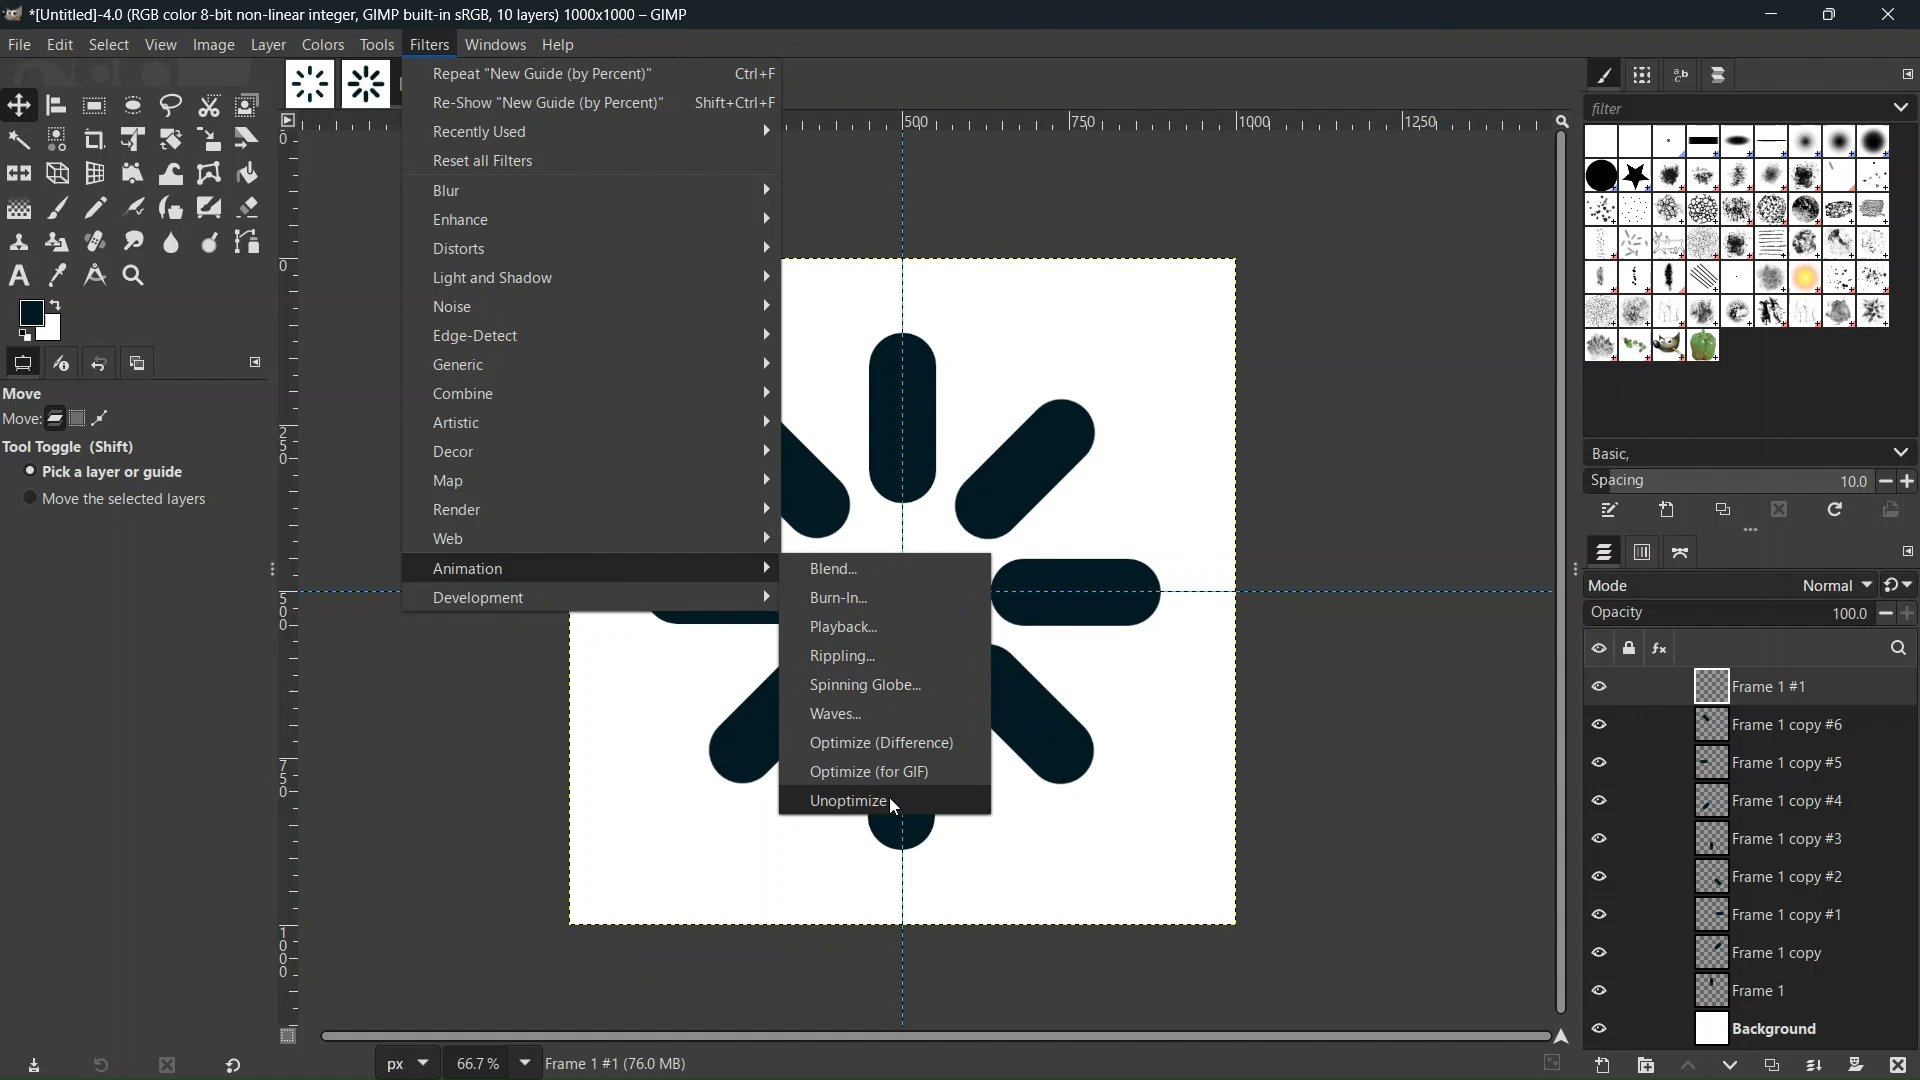 *[Untitled]-4.0 (RGB color 8-bit non-linear integer, GIMP built-in sRGB, 10 layers) 1000x1000 – GIMP
File Edit Select View Image Layer Colors Tools Filters Windows Help
Repeat "New Guide (by Percent)" Ctrl+F
Re-Show "New Guide (by Percent)" Shift+Ctrl+F
Recently Used
Reset all Filters
Blur
Enhance
Distorts
Light and Shadow
Noise
Edge-Detect
Generic
Combine
Artistic
Decor
Map
Render
Web
Animation
Development
Blend...
Burn-In...
Playback...
Rippling...
Spinning Globe...
Waves...
Optimize (Difference)
Optimize (for GIF)
Unoptimize
500 750 1000 1250
0
0
250
500
750
1000
Move
Move:
Tool Toggle (Shift)
Pick a layer or guide
Move the selected layers
filter
Basic,
Spacing 10.0
Mode Normal
Opacity 100.0
Frame 1 #1
Frame 1 copy #6
Frame 1 copy #5
Frame 1 copy #4
Frame 1 copy #3
Frame 1 copy #2
Frame 1 copy #1
Frame 1 copy
Frame 1
Background
px 66.7 % Frame 1 #1 (76.0 MB)